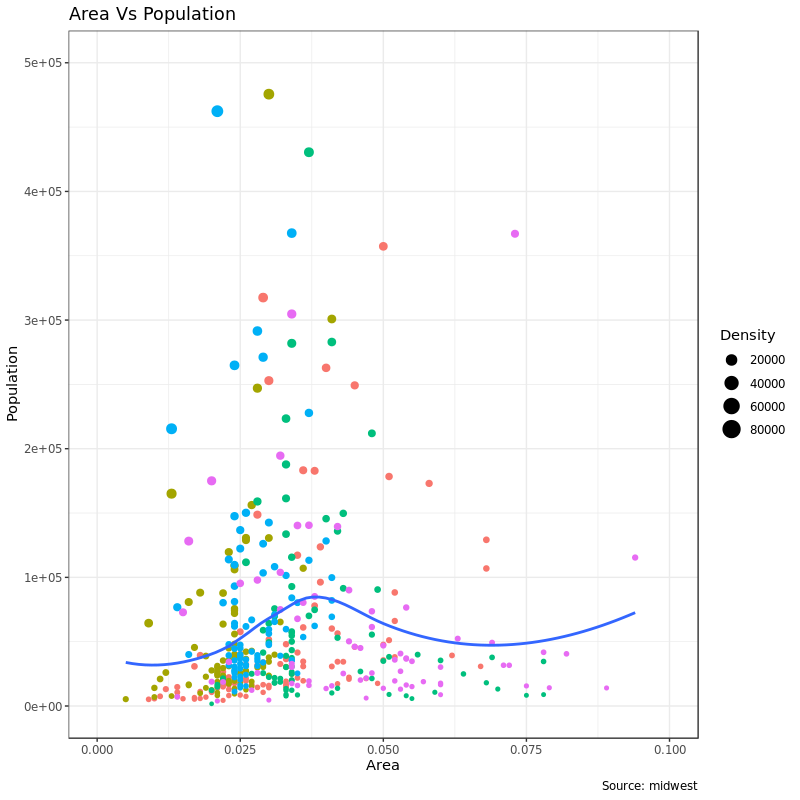 Area Vs Population
5e+05
4e+05
3e+05
2e+05
1e+05
0e+00
Population
0.000
0.025
0.050
0.075
0.100
Area
Density
20000
40000
60000
80000
Source: midwest